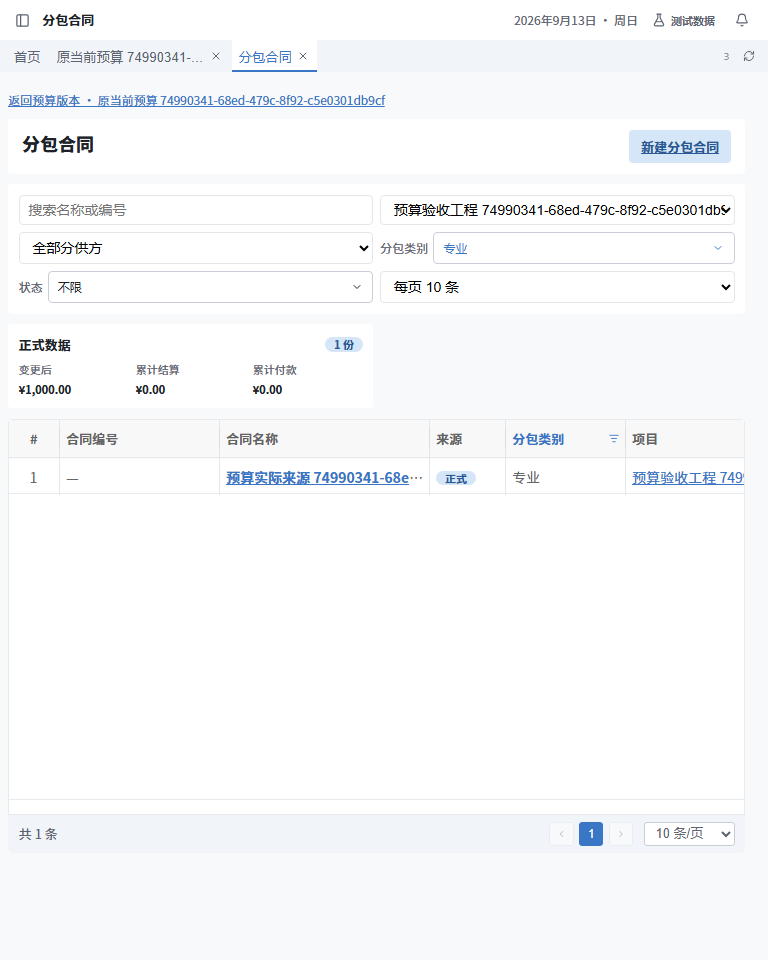 分包合同
2026年9月13日 · 周日
测试数据
首页
原当前预算 74990341-...
分包合同
3
返回预算版本 · 原当前预算 74990341-68ed-479c-8f92-c5e0301db9cf
分包合同
新建分包合同
搜索名称或编号
预算验收工程 74990341-68ed-479c-8f92-c5e0301db9
全部分供方
分包类别
专业
状态
不限
每页 10 条
正式数据
1 份
变更后
累计结算
累计付款
¥1,000.00
¥0.00
¥0.00
#
合同编号
合同名称
来源
分包类别
项目
1
—
预算实际来源 74990341-68e···
正式
专业
预算验收工程 749
共 1 条
1
10 条/页